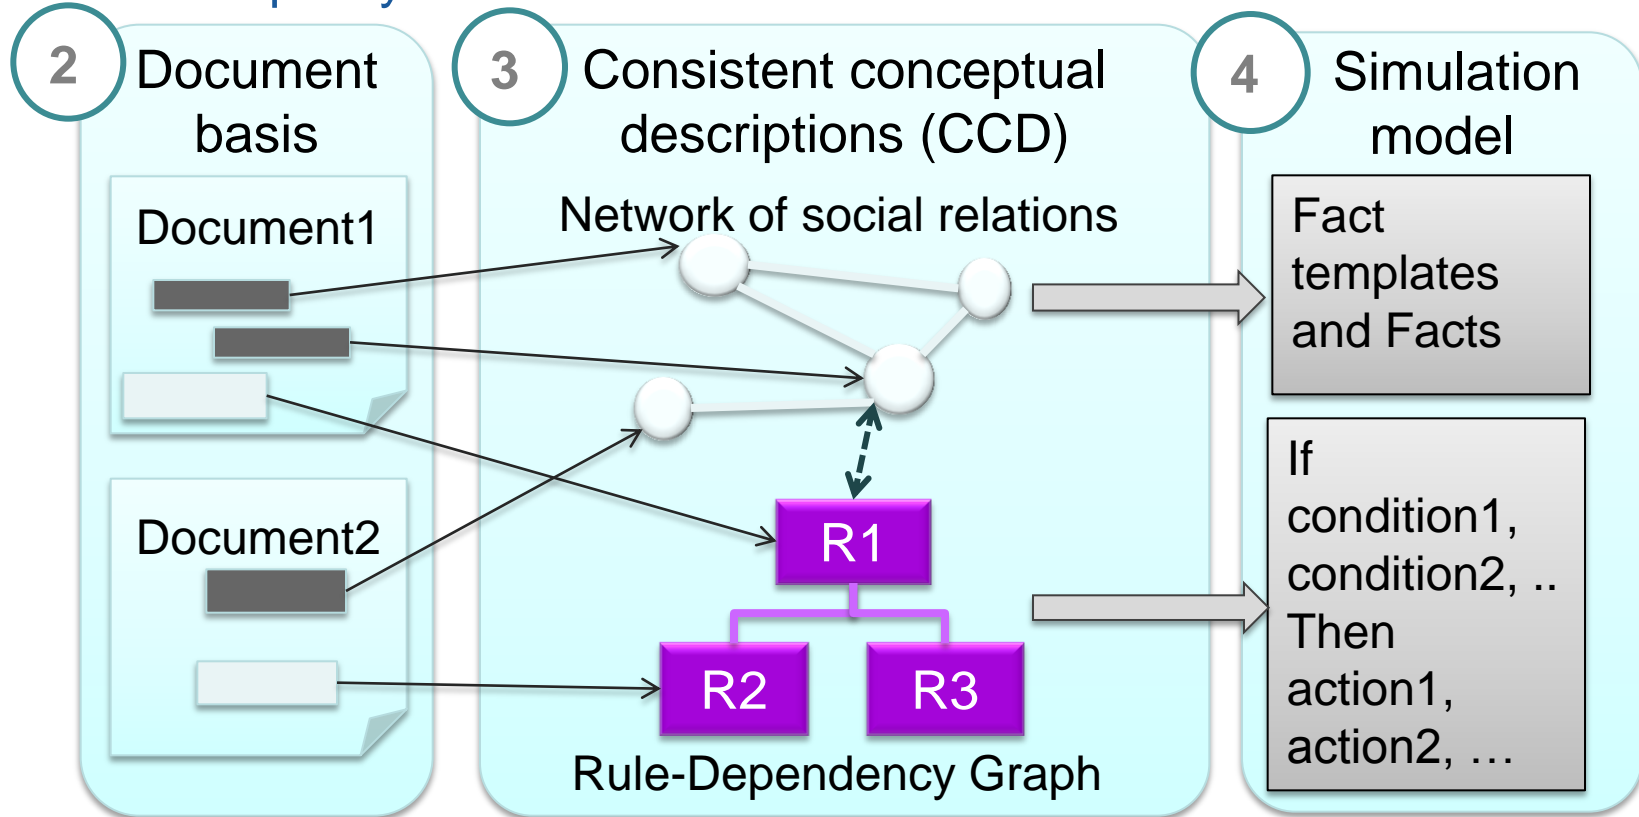 2
Document
basis
Document1
Document2
3
Consistent conceptual
descriptions (CCD)
Network of social relations
R1
R2
R3
Rule-Dependency Graph
4
Simulation
model
Fact
templates
and Facts
If
condition1,
condition2, ..
Then
action1,
action2, …